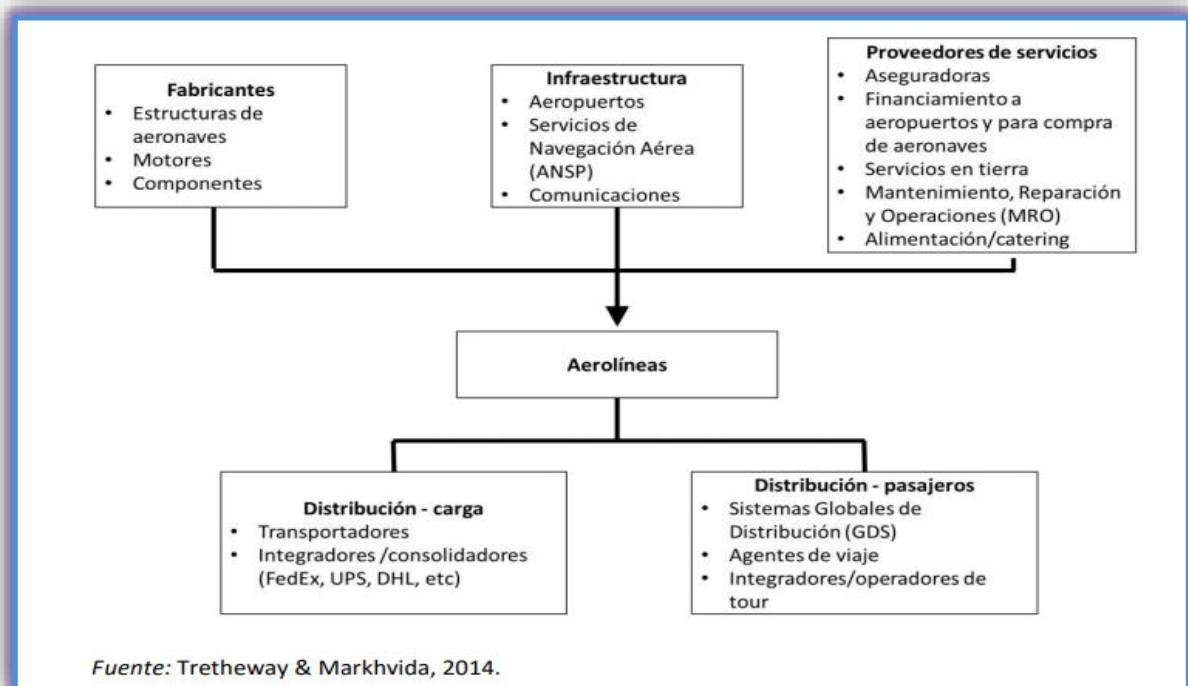 Fabricantes
• Estructuras de
aeronaves
• Motores
• Componentes
Infraestructura
• Aeropuertos
• Servicios de
Navegación Aérea
(ANSP)
• Comunicaciones
Proveedores de servicios
• Aseguradoras
• Financiamiento a
aeropuertos y para compra
de aeronaves
• Servicios en tierra
• Mantenimiento, Reparación
y Operaciones (MRO)
• Alimentación/catering
Aerolíneas
Distribución - carga
• Transportadores
• Integradores /consolidadores
(FedEx, UPS, DHL, etc)
Distribución - pasajeros
• Sistemas Globales de
Distribución (GDS)
• Agentes de viaje
• Integradores/operadores de
tour
Fuente: Tretheway & Markhvida, 2014.